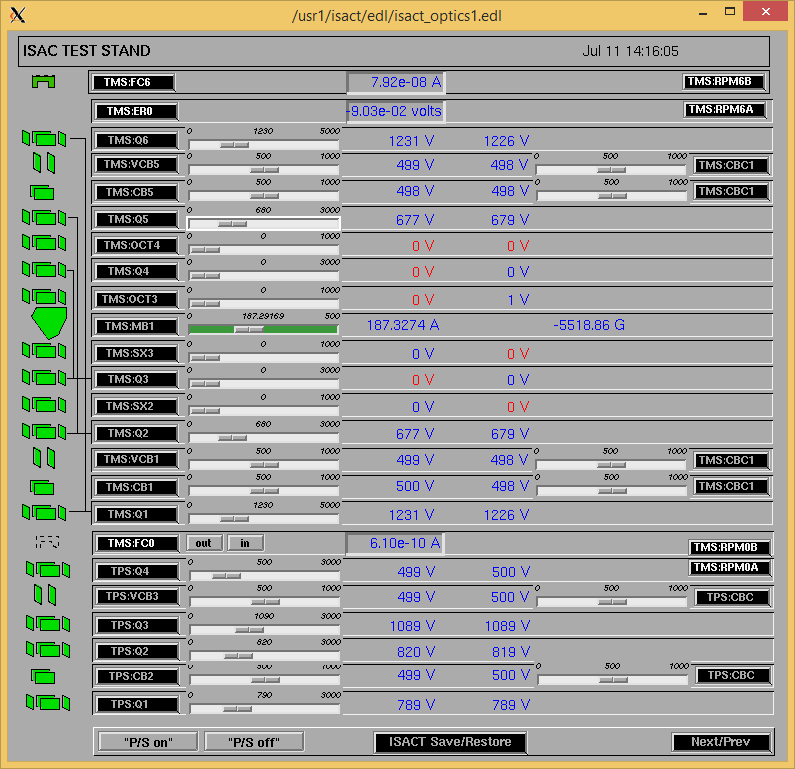 /usr1/isact/edl/isact_optics1.edl
ISAC TEST STAND Jul 11 14:16:05
TMS:FC6 7.92e-08 A TMS:RPM6B
TMS:ER0 -9.03e-02 volts TMS:RPM6A
TMS:Q6 0 1230 5000 1231 V 1226 V
TMS:VCB5 0 500 1000 499 V 498 V 0 500 1000 TMS:CBC1
TMS:CB5 0 500 1000 498 V 498 V 0 500 1000 TMS:CBC1
TMS:Q5 0 680 3000 677 V 679 V
TMS:OCT4 0 0 1000 0 V 0 V
TMS:Q4 0 0 3000 0 V 0 V
TMS:OCT3 0 0 1000 0 V 1 V
TMS:MB1 0 187.29169 500 187.3274 A -5518.86 G
TMS:SX3 0 0 1000 0 V 0 V
TMS:Q3 0 0 3000 0 V 0 V
TMS:SX2 0 0 1000 0 V 0 V
TMS:Q2 0 680 3000 677 V 679 V
TMS:VCB1 0 500 1000 499 V 498 V 0 500 1000 TMS:CBC1
TMS:CB1 0 500 1000 500 V 498 V 0 500 1000 TMS:CBC1
TMS:Q1 0 1230 5000 1231 V 1226 V
TMS:FC0 out in 6.10e-10 A TMS:RPM0B
TPS:Q4 0 500 3000 499 V 500 V TMS:RPM0A
TPS:VCB3 0 500 1000 499 V 500 V 0 500 1000 TPS:CBC
TPS:Q3 0 1090 3000 1089 V 1089 V
TPS:Q2 0 820 3000 820 V 819 V
TPS:CB2 0 500 1000 499 V 500 V 0 500 1000 TPS:CBC
TPS:Q1 0 790 3000 789 V 789 V
"P/S on" "P/S off" ISACT Save/Restore Next/Prev